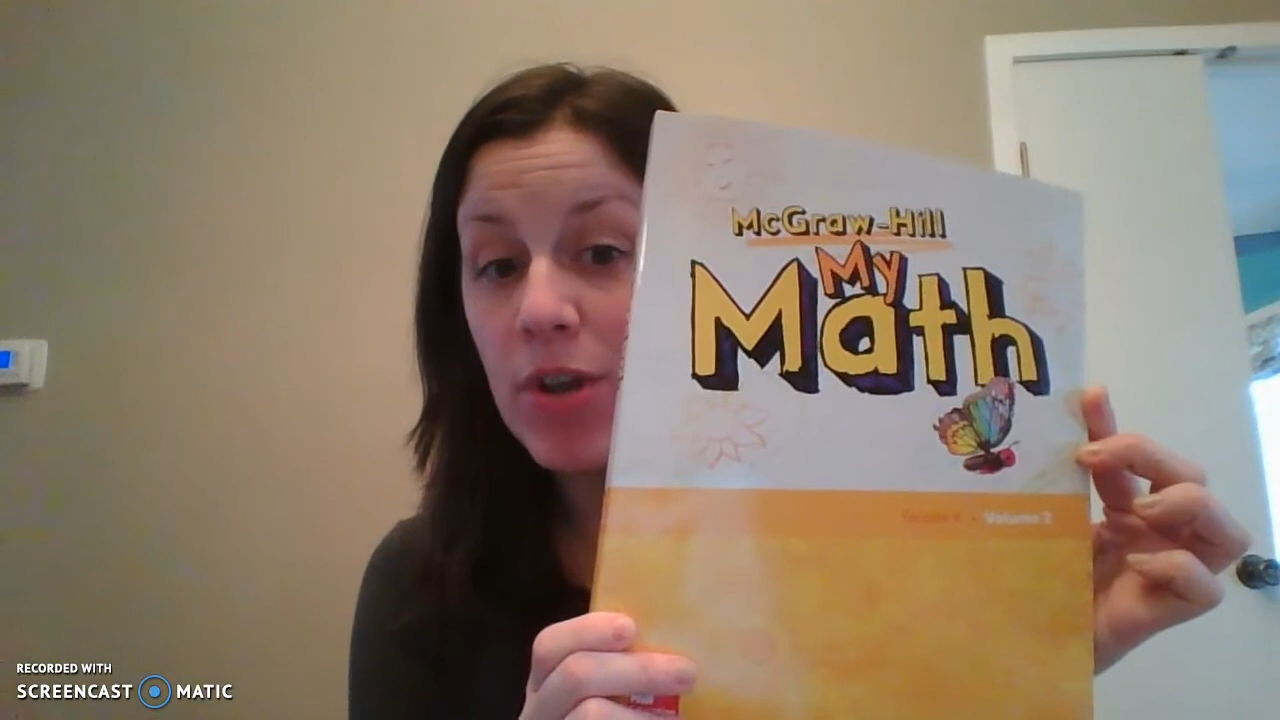 McGraw-Hill
My
Math
Volume 2
RECORDED WITH
SCREENCAST MATIC